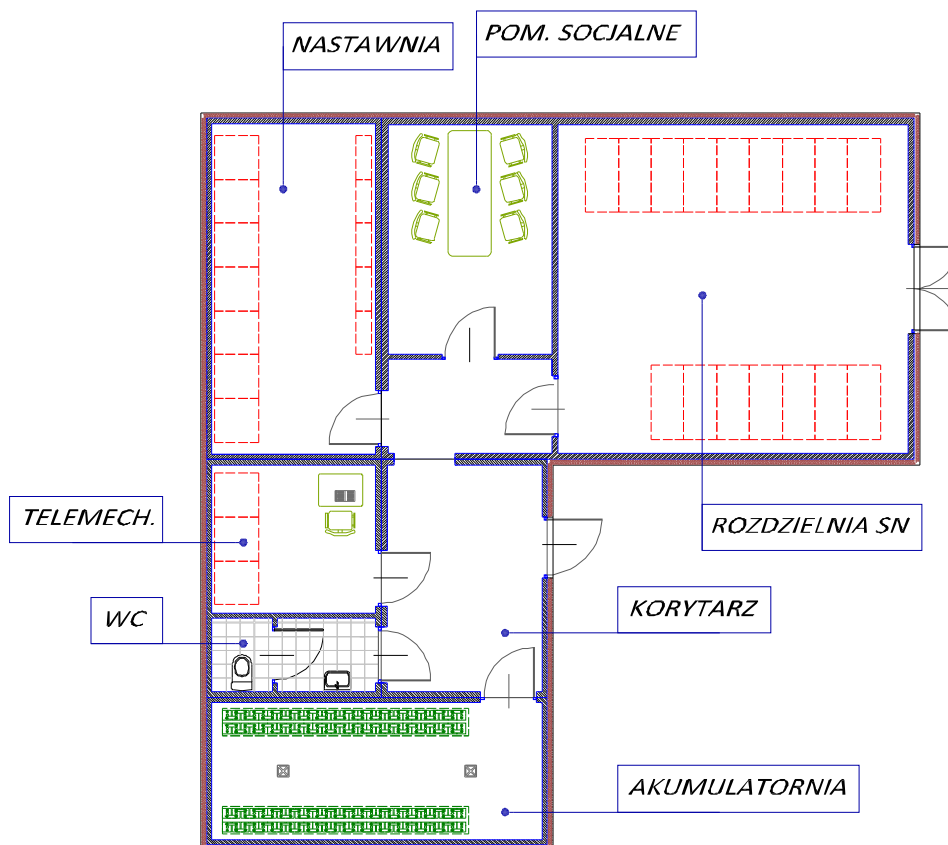 NASTAWNIA
POM. SOCJALNE
TELEMECH.
ROZDZIELNIA SN
WC
KORYTARZ
AKUMULATORNIA